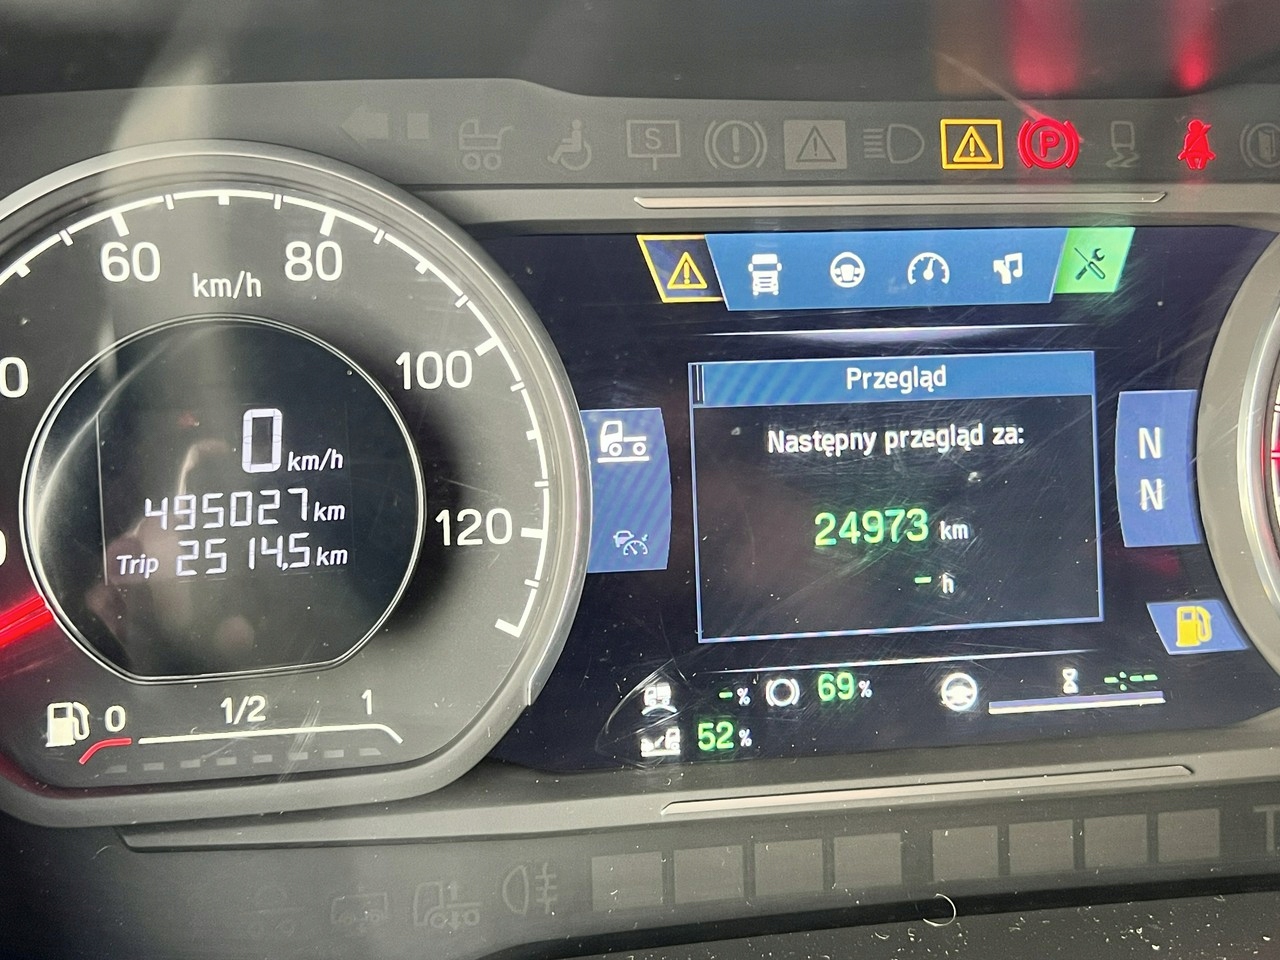 S
P
60
80
km/h
100
120
0 km/h
495027 km
Trip 2514,5 km
0
1/2
1
Przegląd
Następny przegląd za:
24973 km
- h
N
N
- %
69 %
-:--
52 %